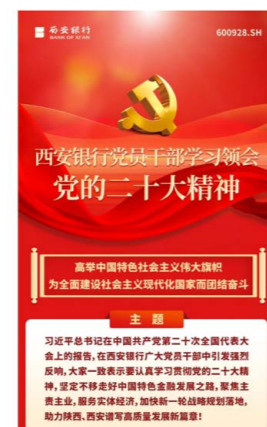 西安银行
BANK OF XI'AN
600928.SH
西安银行党员干部学习领会
党的二十大精神
高举中国特色社会主义伟大旗帜
为全面建设社会主义现代化国家而团结奋斗
主 题
习近平总书记在中国共产党第二十次全国代表大
会上的报告,在西安银行广大党员干部中引发强烈
反响,大家一致表示要认真学习贯彻党的二十大精
神,坚定不移走好中国特色金融发展之路,聚焦主
责主业,服务实体经济,加快新一轮战略规划落地,
助力陕西、西安谱写高质量发展新篇章!